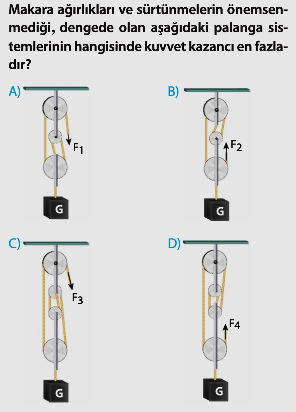 Makara ağırlıkları ve sürtünmelerin önemsen-
mediği, dengede olan aşağıdaki palanga sis-
temlerinin hangisinde kuvvet kazancı en fazla-
dır?
A) B)
F1 F2
G G
C) D)
F3
F4
G G